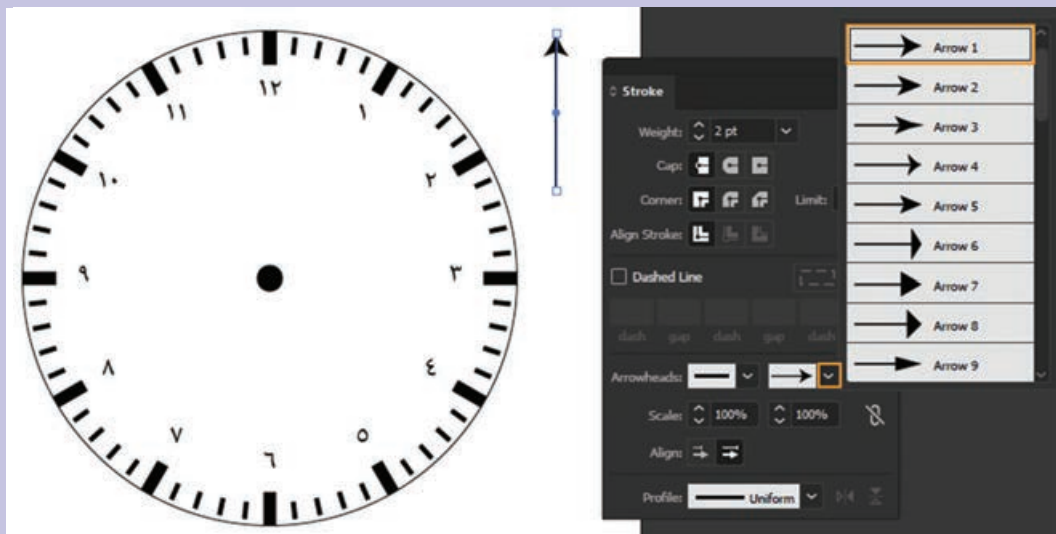 ١٢
١١
١
١٠
٢
٩
٣
٨
٤
٧
٥
٦
Stroke
Weight: 2 pt
Cap:
Corner: Limit:
Align Stroke:
Dashed Line
dash gap dash gap dash
Arrowheads:
Scale: 100% 100%
Align:
Profile: Uniform
Arrow 1
Arrow 2
Arrow 3
Arrow 4
Arrow 5
Arrow 6
Arrow 7
Arrow 8
Arrow 9